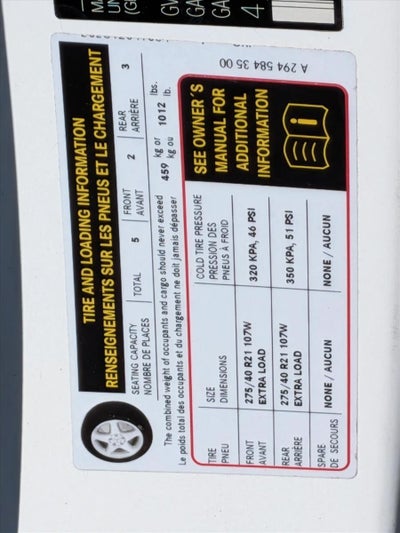 TIRE AND LOADING INFORMATION
RENSEIGNEMENTS SUR LES PNEUS ET LE CHARGEMENT
SEATING CAPACITY
NOMBRE DE PLACES
TOTAL 5
FRONT
AVANT
2
REAR
ARRIÈRE
3
The combined weight of occupants and cargo should never exceed 459 kg or 1012 lbs.
Le poids total des occupants et du chargement ne doit jamais dépasser kg ou lb.
TIRE
PNEU
SIZE
DIMENSIONS
COLD TIRE PRESSURE
PRESSION DES
PNEUS À FROID
FRONT
AVANT
275/40 R21 107W
EXTRA LOAD
320 KPA, 46 PSI
REAR
ARRIÈRE
275/40 R21 107W
EXTRA LOAD
350 KPA, 51 PSI
SPARE
DE SECOURS
NONE / AUCUN
NONE / AUCUN
SEE OWNER'S
MANUAL FOR
ADDITIONAL
INFORMATION
A 294 584 35 00
4